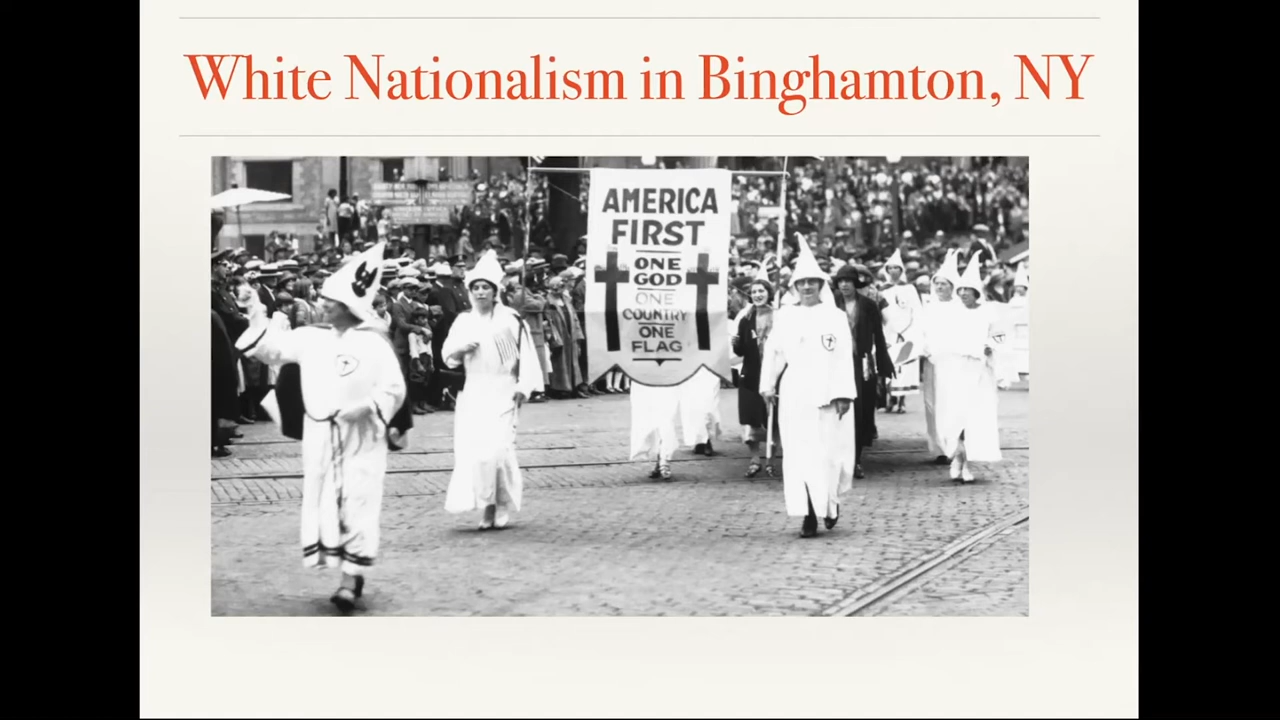 White Nationalism in Binghamton, NY
AMERICA
FIRST
ONE
GOD
ONE
COUNTRY
ONE
FLAG